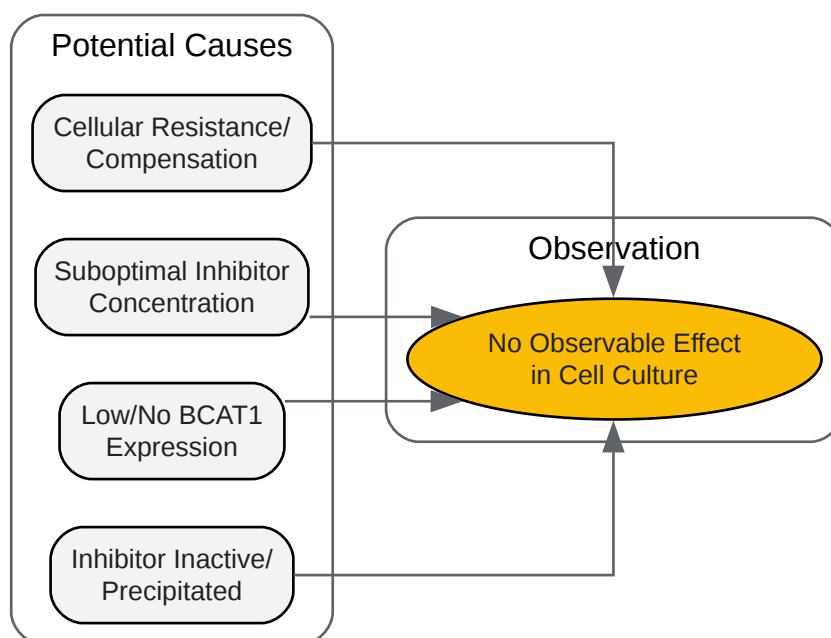 Potential Causes
Cellular Resistance/
Compensation
Suboptimal Inhibitor
Concentration
Low/No BCAT1
Expression
Inhibitor Inactive/
Precipitated
Observation
No Observable Effect
in Cell Culture